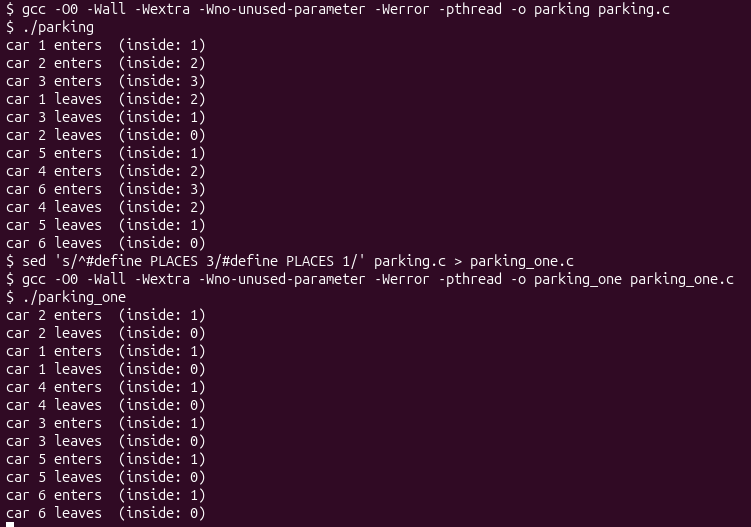 $ gcc -O0 -Wall -Wextra -Wno-unused-parameter -Werror -pthread -o parking parking.c
$ ./parking
car 1 enters  (inside: 1)
car 2 enters  (inside: 2)
car 3 enters  (inside: 3)
car 1 leaves  (inside: 2)
car 3 leaves  (inside: 1)
car 2 leaves  (inside: 0)
car 5 enters  (inside: 1)
car 4 enters  (inside: 2)
car 6 enters  (inside: 3)
car 4 leaves  (inside: 2)
car 5 leaves  (inside: 1)
car 6 leaves  (inside: 0)
$ sed 's/^#define PLACES 3/#define PLACES 1/' parking.c > parking_one.c
$ gcc -O0 -Wall -Wextra -Wno-unused-parameter -Werror -pthread -o parking_one parking_one.c
$ ./parking_one
car 2 enters  (inside: 1)
car 2 leaves  (inside: 0)
car 1 enters  (inside: 1)
car 1 leaves  (inside: 0)
car 4 enters  (inside: 1)
car 4 leaves  (inside: 0)
car 3 enters  (inside: 1)
car 3 leaves  (inside: 0)
car 5 enters  (inside: 1)
car 5 leaves  (inside: 0)
car 6 enters  (inside: 1)
car 6 leaves  (inside: 0)